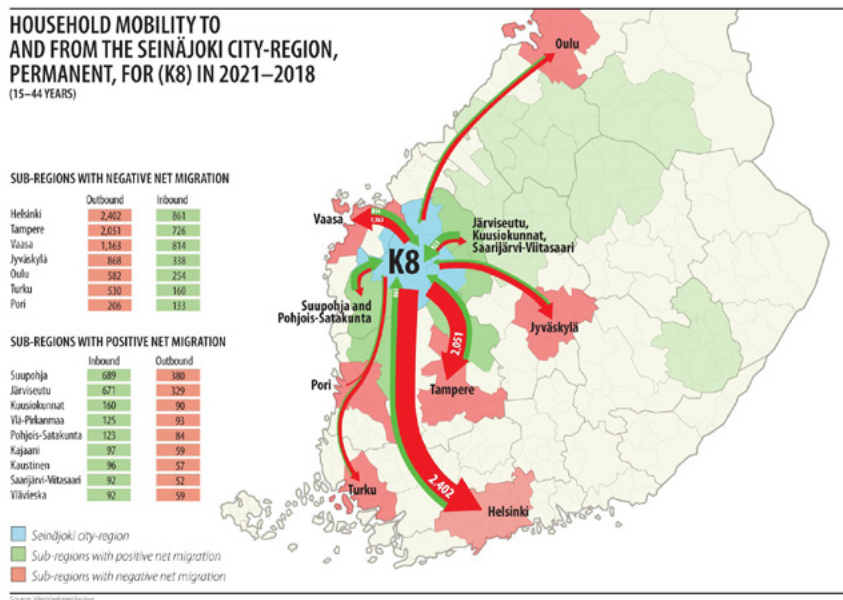 HOUSEHOLD MOBILITY TO
AND FROM THE SEINÄJOKI CITY-REGION,
PERMANENT, FOR (K8) IN 2021–2018
(15–44 YEARS)
SUB-REGIONS WITH NEGATIVE NET MIGRATION
Outbound Inbound
Helsinki 2,402 861
Tampere 2,051 726
Vaasa 1,163 814
Jyväskylä 868 338
Oulu 582 254
Turku 530 160
Pori 206 133
SUB-REGIONS WITH POSITIVE NET MIGRATION
Inbound Outbound
Suupohja 689 380
Järviseutu 671 329
Kuusiokunnat 160 90
Ylä-Pirkanmaa 125 93
Pohjois-Satakunta 123 84
Kajaani 97 59
Kaustinen 96 57
Saarijärvi-Viitasaari 92 52
Ylävieska 92 59
Seinäjoki city-region
Sub-regions with positive net migration
Sub-regions with negative net migration
Oulu
Vaasa
1,163
Järviseutu,
Kuusiokunnat,
Saarijärvi-Viitasaari
K8
Suupohja and
Pohjois-Satakunta
Jyväskylä
2,051
Pori
Tampere
Turku
2,402
Helsinki